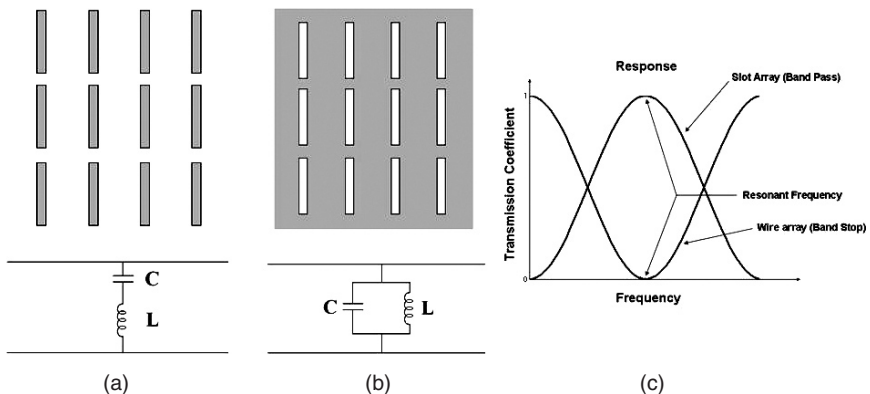 C
L
(a)
C
L
(b)
Response
Slot Array (Band Pass)
1
Transmission Coefficient
Resonant Frequency
Wire array (Band Stop)
0
Frequency
(c)